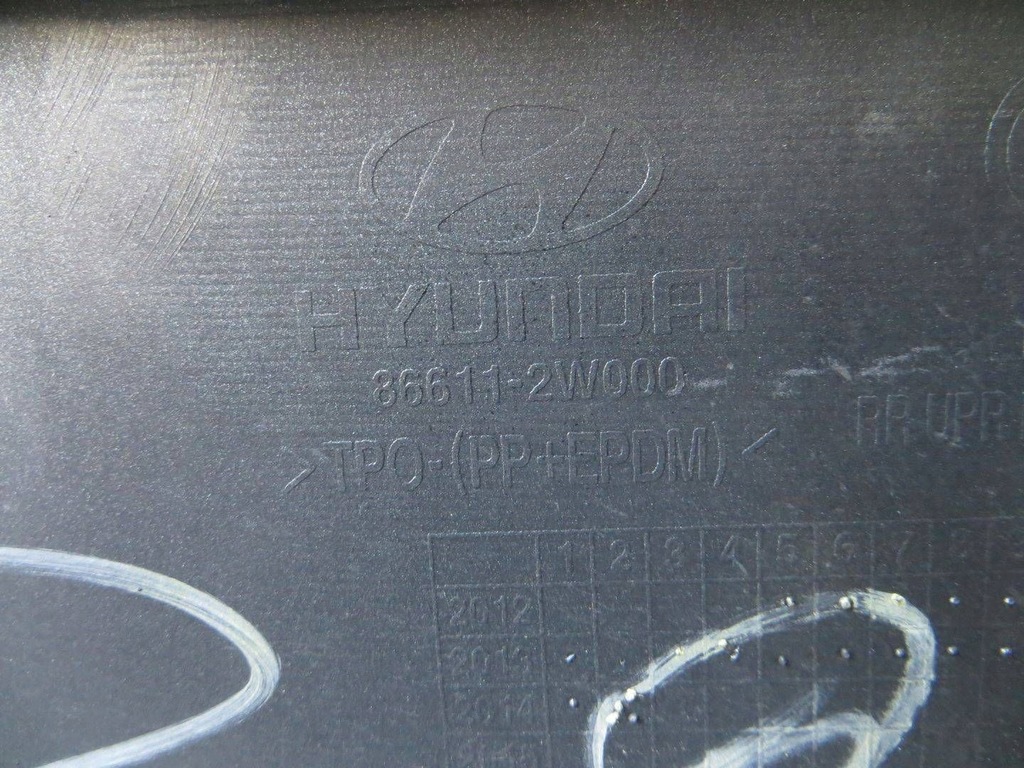 HYUNDAI
86611-2W000
>TPO-(PP+EPDM)<
RR UPR
1 2 3 4 5 6 7 8 9
2012
2013
2014